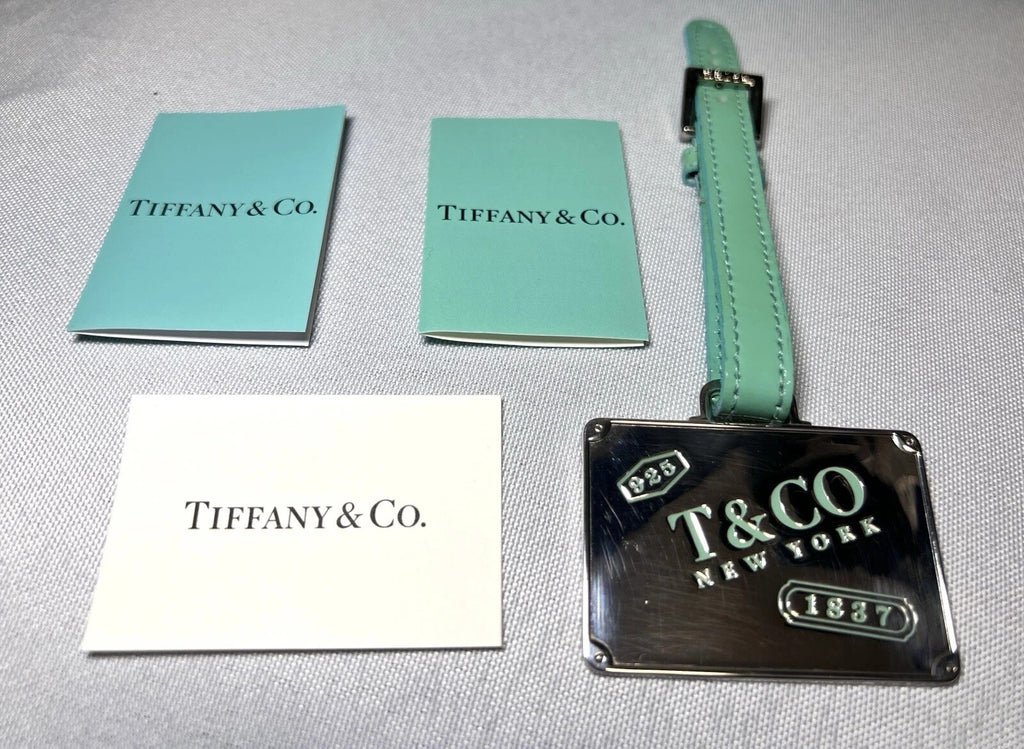 TIFFANY & CO.
TIFFANY & CO.
TIFFANY & CO.
925
T&CO
NEW YORK
1837